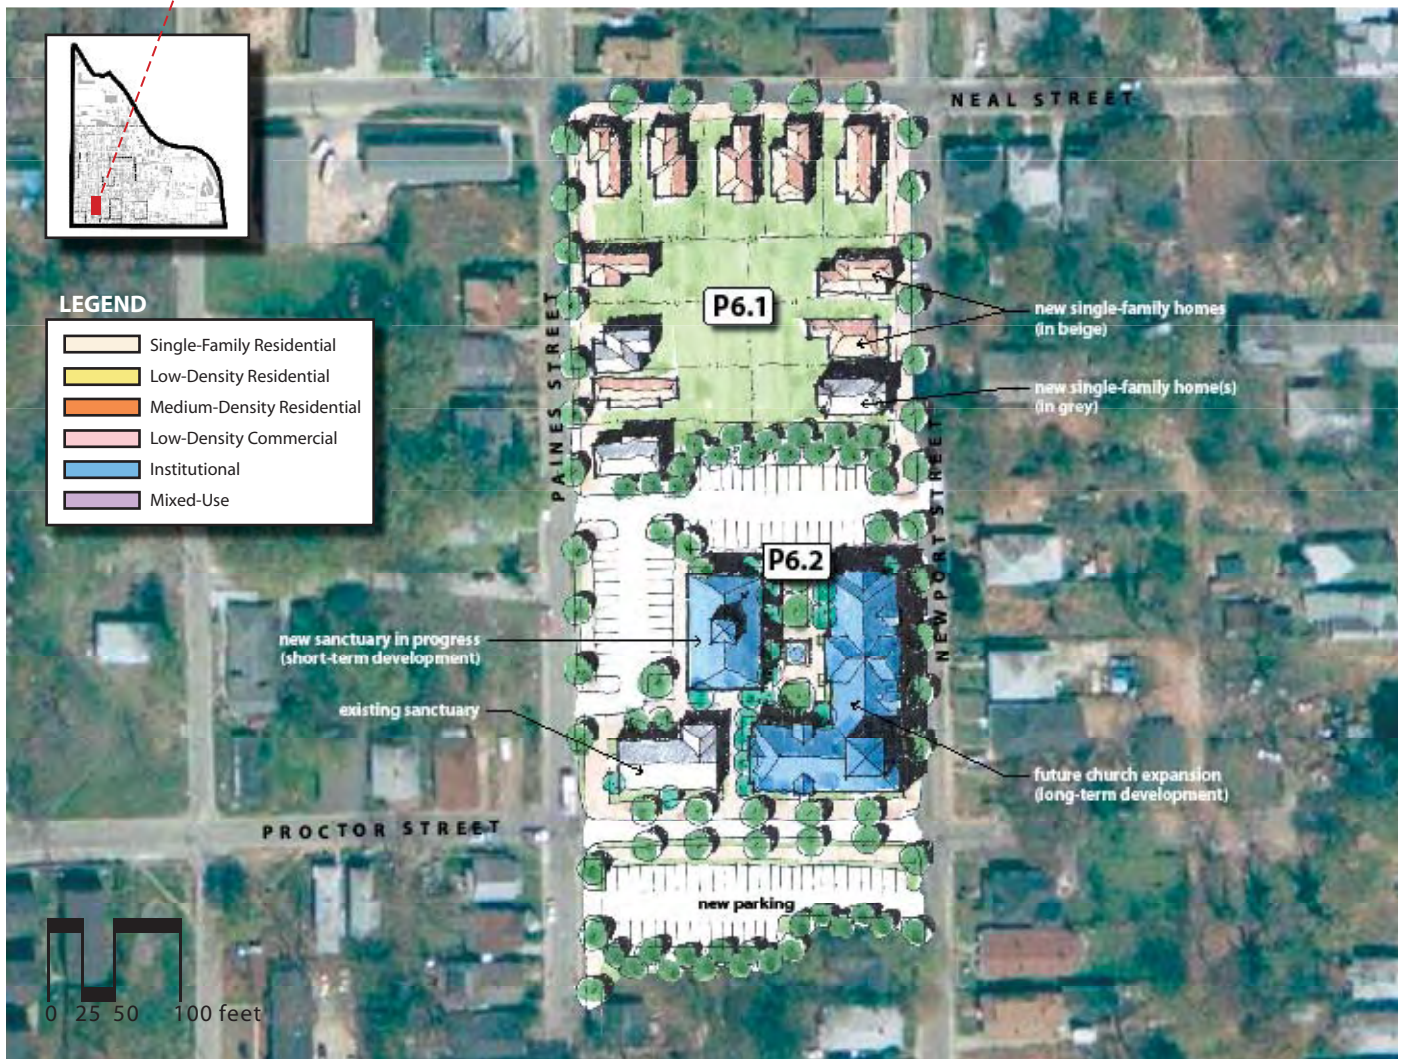 NEAL STREET
LEGEND
Single-Family Residential
Low-Density Residential
Medium-Density Residential
Low-Density Commercial
Institutional
Mixed-Use
PAINES STREET
P6.1
new single-family homes
(in beige)
new single-family home(s)
(in grey)
NEWPORT STREET
P6.2
new sanctuary in progress
(short-term development)
existing sanctuary
future church expansion
(long-term development)
PROCTOR STREET
new parking
0 25 50 100 feet